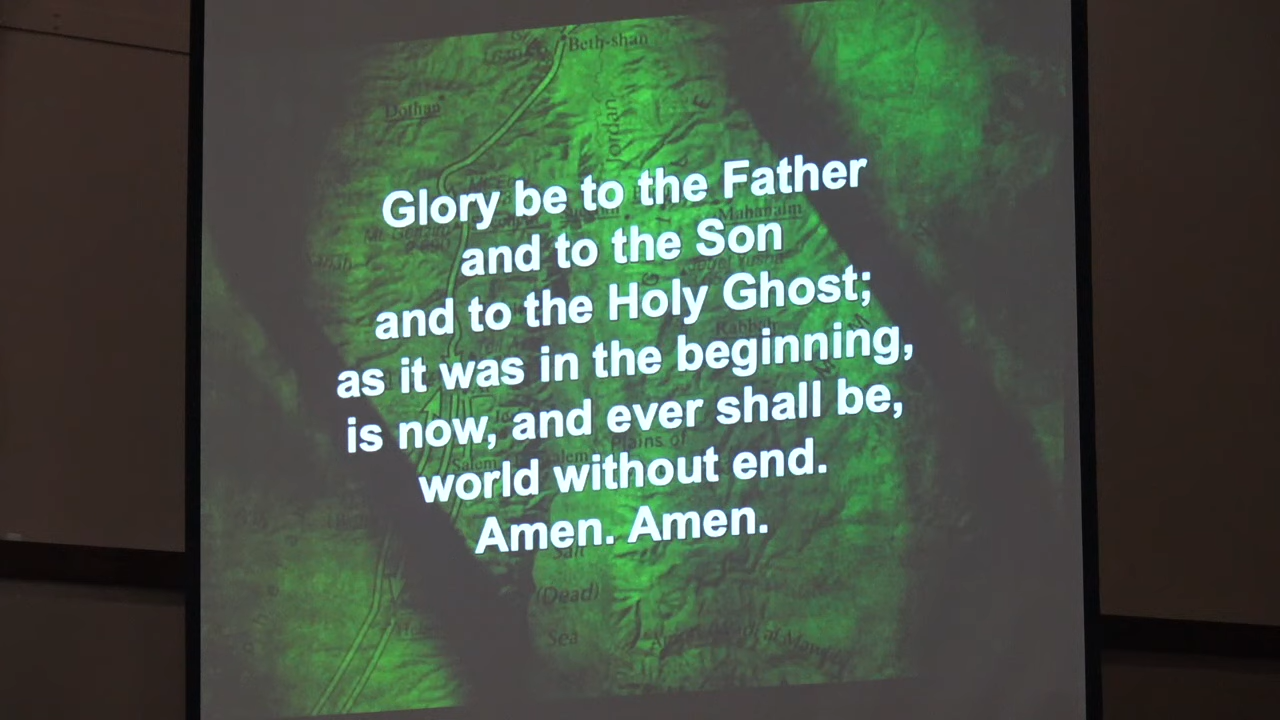 Beth-shan
Dothan
Jordan
Glory be to the Father
Mahanaim
and to the Son
and to the Holy Ghost;
Rabbah
as it was in the beginning,
is now, and ever shall be,
Plains of
Salem
world without end.
Amen. Amen.
Salt
(Dead)
Sea